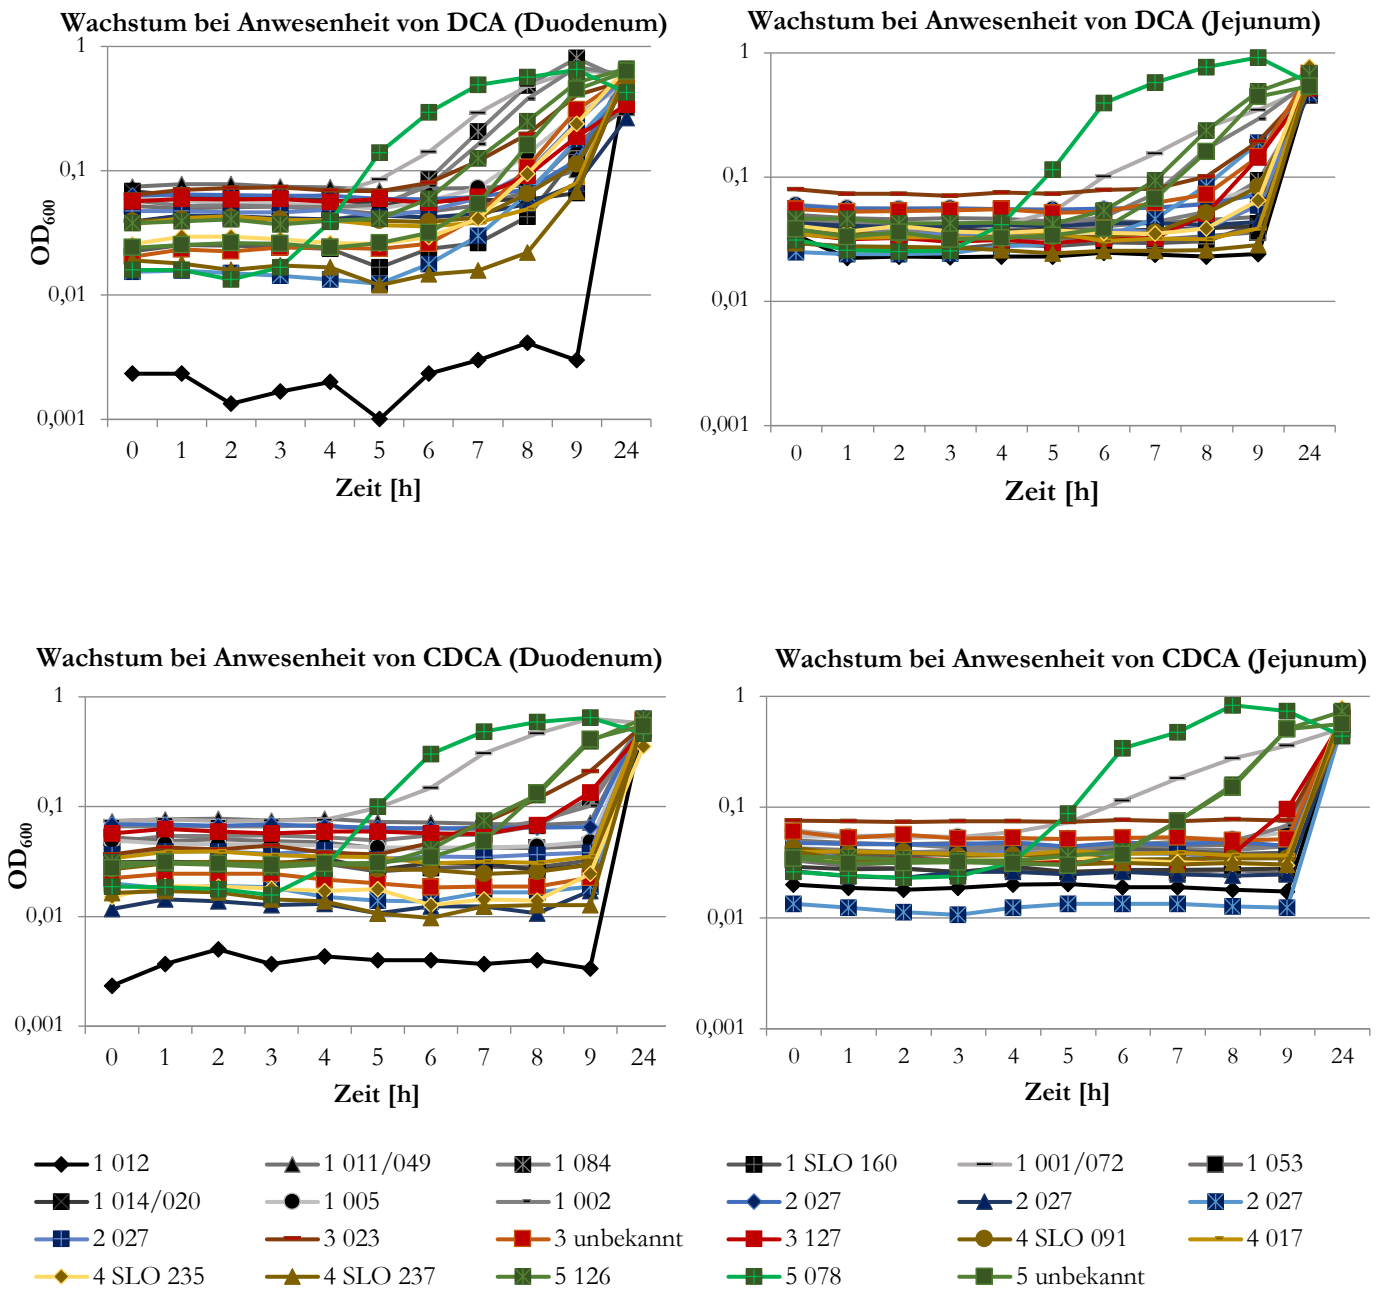 Wachstum bei Anwesenheit von DCA (Duodenum)
1
0,1
0,01
0,001
OD600
0 1 2 3 4 5 6 7 8 9 24
Zeit [h]
Wachstum bei Anwesenheit von DCA (Jejunum)
1
0,1
0,01
0,001
0 1 2 3 4 5 6 7 8 9 24
Zeit [h]
Wachstum bei Anwesenheit von CDCA (Duodenum)
1
0,1
0,01
0,001
OD600
0 1 2 3 4 5 6 7 8 9 24
Zeit [h]
Wachstum bei Anwesenheit von CDCA (Jejunum)
1
0,1
0,01
0,001
0 1 2 3 4 5 6 7 8 9 24
Zeit [h]
1 012 1 011/049 1 084 1 SLO 160 1 001/072 1 053
1 014/020 1 005 1 002 2 027 2 027 2 027
2 027 3 023 3 unbekannt 3 127 4 SLO 091 4 017
4 SLO 235 4 SLO 237 5 126 5 078 5 unbekannt